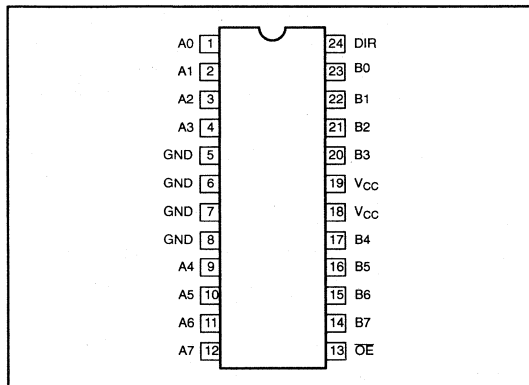 A0 1 24 DIR
A1 2 23 B0
A2 3 22 B1
A3 4 21 B2
GND 5 20 B3
GND 6 19 VCC
GND 7 18 VCC
GND 8 17 B4
A4 9 16 B5
A5 10 15 B6
A6 11 14 B7
A7 12 13 O̅E̅